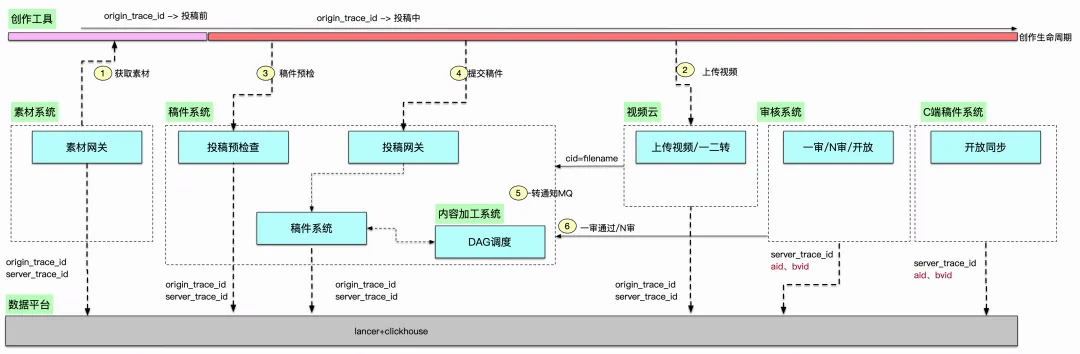 创作工具
origin_trace_id -> 投稿前
origin_trace_id -> 投稿中
创作生命周期
1 获取素材
3 稿件预检
4 提交稿件
2 上传视频
素材系统
稿件系统
视频云
审核系统
C端稿件系统
素材网关
投稿预检查
投稿网关
上传视频/一二转
一审/N审/开放
开放同步
cid=filename
5 一转通知MQ
内容加工系统
稿件系统
DAG调度
6 一审通过/N审
origin_trace_id
server_trace_id
origin_trace_id
server_trace_id
origin_trace_id
server_trace_id
origin_trace_id
server_trace_id
server_trace_id
aid、bvid
server_trace_id
aid、bvid
数据平台
lancer+clickhouse